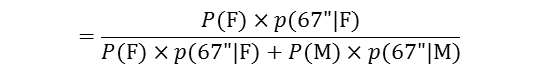 = P(F) × p(67"|F)
P(F) × p(67"|F) + P(M) × p(67"|M)